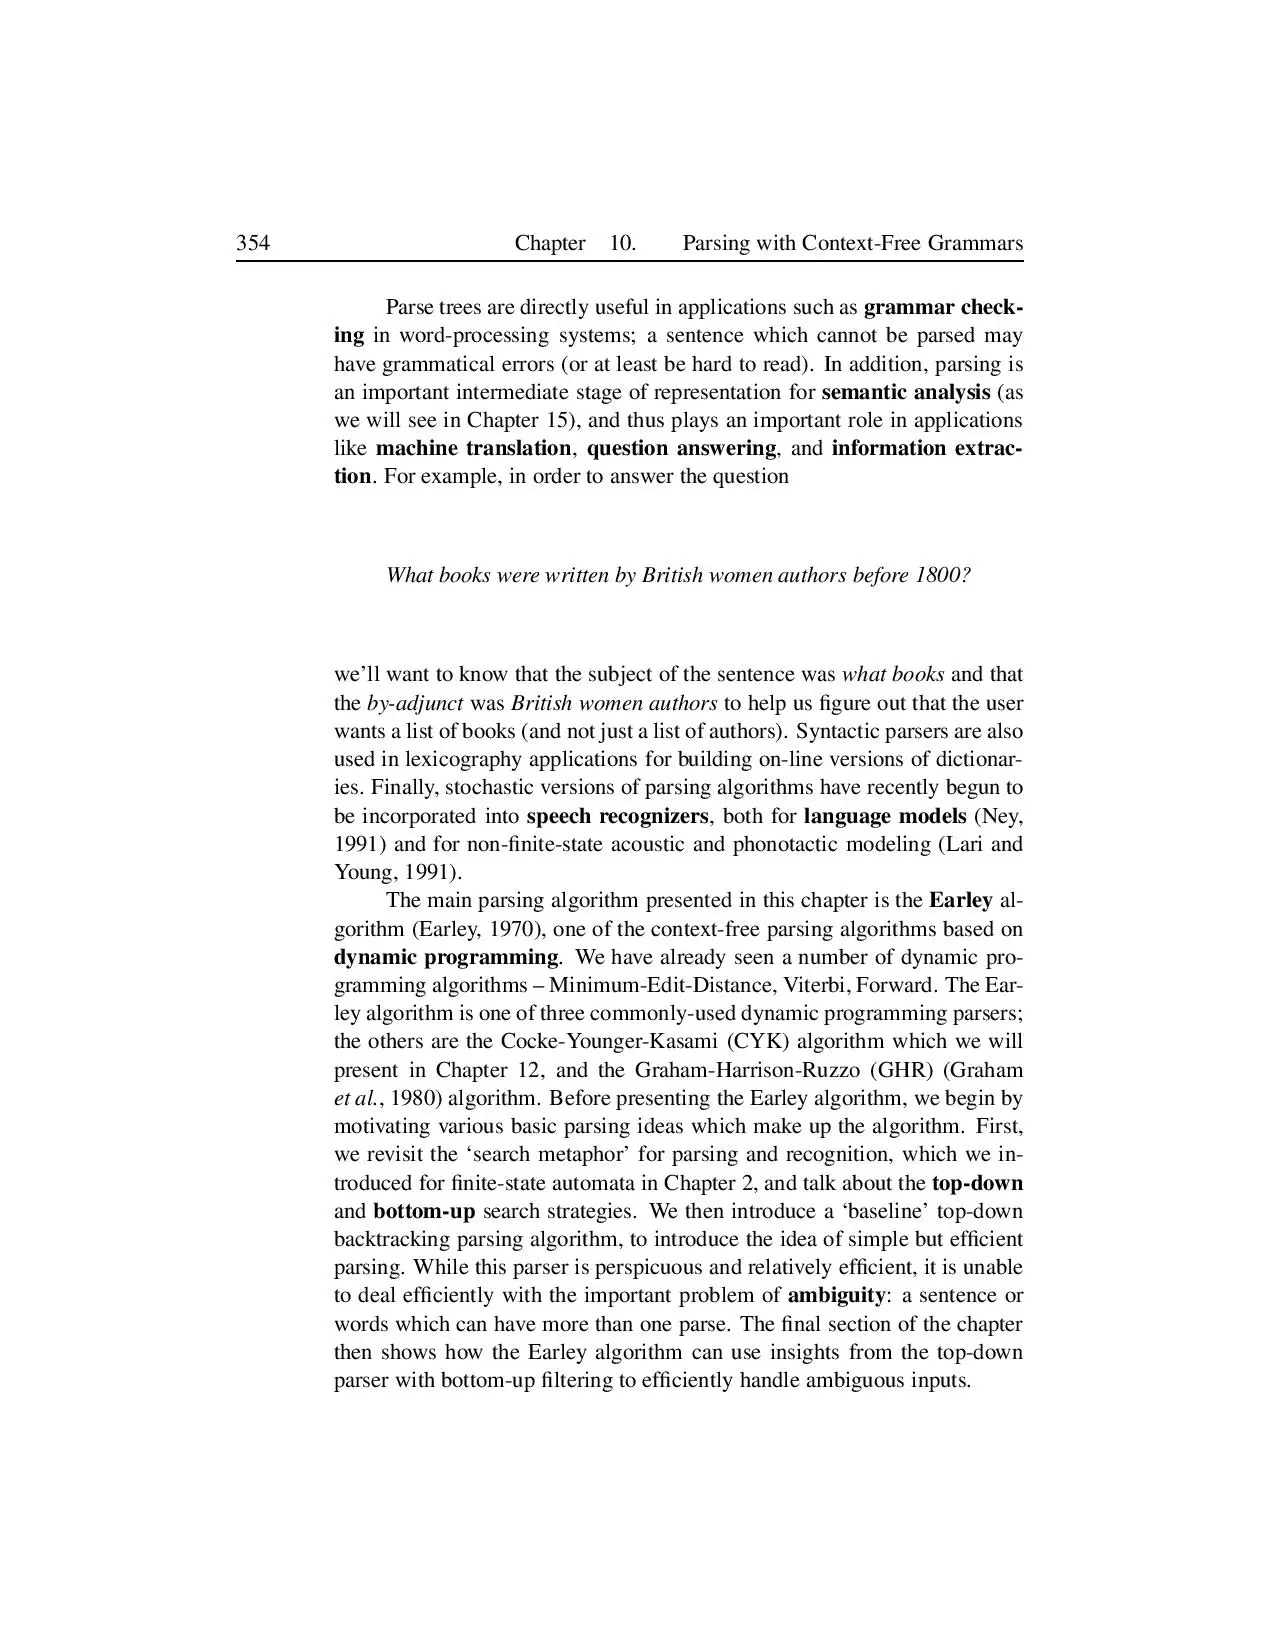 354 Chapter 10. Parsing with Context-Free Grammars
Parse trees are directly useful in applications such as grammar check-
ing in word-processing systems; a sentence which cannot be parsed may
have grammatical errors (or at least be hard to read). In addition, parsing is
an important intermediate stage of representation for semantic analysis (as
we will see in Chapter 15), and thus plays an important role in applications
like machine translation, question answering, and information extrac-
tion. For example, in order to answer the question
What books were written by British women authors before 1800?
we’ll want to know that the subject of the sentence was what books and that
the by-adjunct was British women authors to help us figure out that the user
wants a list of books (and not just a list of authors). Syntactic parsers are also
used in lexicography applications for building on-line versions of dictionar-
ies. Finally, stochastic versions of parsing algorithms have recently begun to
be incorporated into speech recognizers, both for language models (Ney,
1991) and for non-finite-state acoustic and phonotactic modeling (Lari and
Young, 1991).
The main parsing algorithm presented in this chapter is the Earley al-
gorithm (Earley, 1970), one of the context-free parsing algorithms based on
dynamic programming. We have already seen a number of dynamic pro-
gramming algorithms – Minimum-Edit-Distance, Viterbi, Forward. The Ear-
ley algorithm is one of three commonly-used dynamic programming parsers;
the others are the Cocke-Younger-Kasami (CYK) algorithm which we will
present in Chapter 12, and the Graham-Harrison-Ruzzo (GHR) (Graham
et al., 1980) algorithm. Before presenting the Earley algorithm, we begin by
motivating various basic parsing ideas which make up the algorithm. First,
we revisit the ‘search metaphor’ for parsing and recognition, which we in-
troduced for finite-state automata in Chapter 2, and talk about the top-down
and bottom-up search strategies. We then introduce a ‘baseline’ top-down
backtracking parsing algorithm, to introduce the idea of simple but efficient
parsing. While this parser is perspicuous and relatively efficient, it is unable
to deal efficiently with the important problem of ambiguity: a sentence or
words which can have more than one parse. The final section of the chapter
then shows how the Earley algorithm can use insights from the top-down
parser with bottom-up filtering to efficiently handle ambiguous inputs.